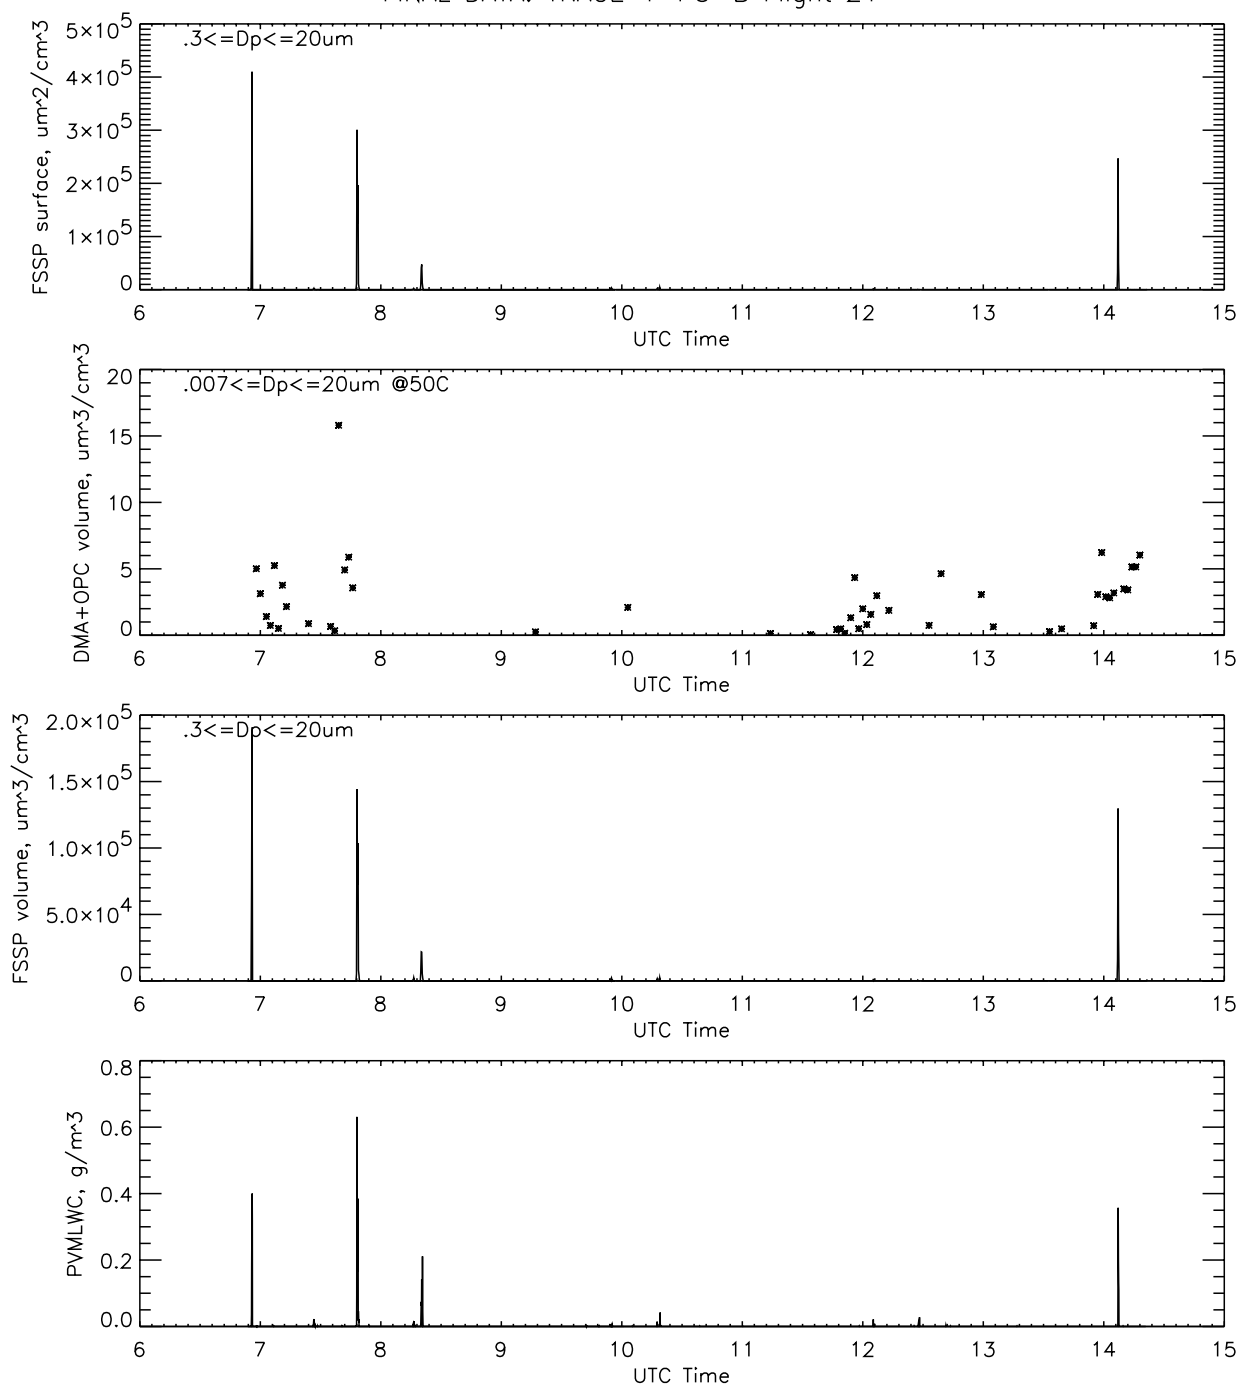 5×10^5
.3<=Dp<=20um
4×10^5
3×10^5
2×10^5
1×10^5
0
FSSP surface, um^2/cm^3
6 7 8 9 10 11 12 13 14 15
UTC Time
20
.007<=Dp<=20um @50C
15
10
5
0
DMA+OPC volume, um^3/cm^3
6 7 8 9 10 11 12 13 14 15
UTC Time
2.0×10^5
.3<=Dp<=20um
1.5×10^5
1.0×10^5
5.0×10^4
0
FSSP volume, um^3/cm^3
6 7 8 9 10 11 12 13 14 15
UTC Time
0.8
0.6
0.4
0.2
0.0
PVMLWC, g/m^3
6 7 8 9 10 11 12 13 14 15
UTC Time